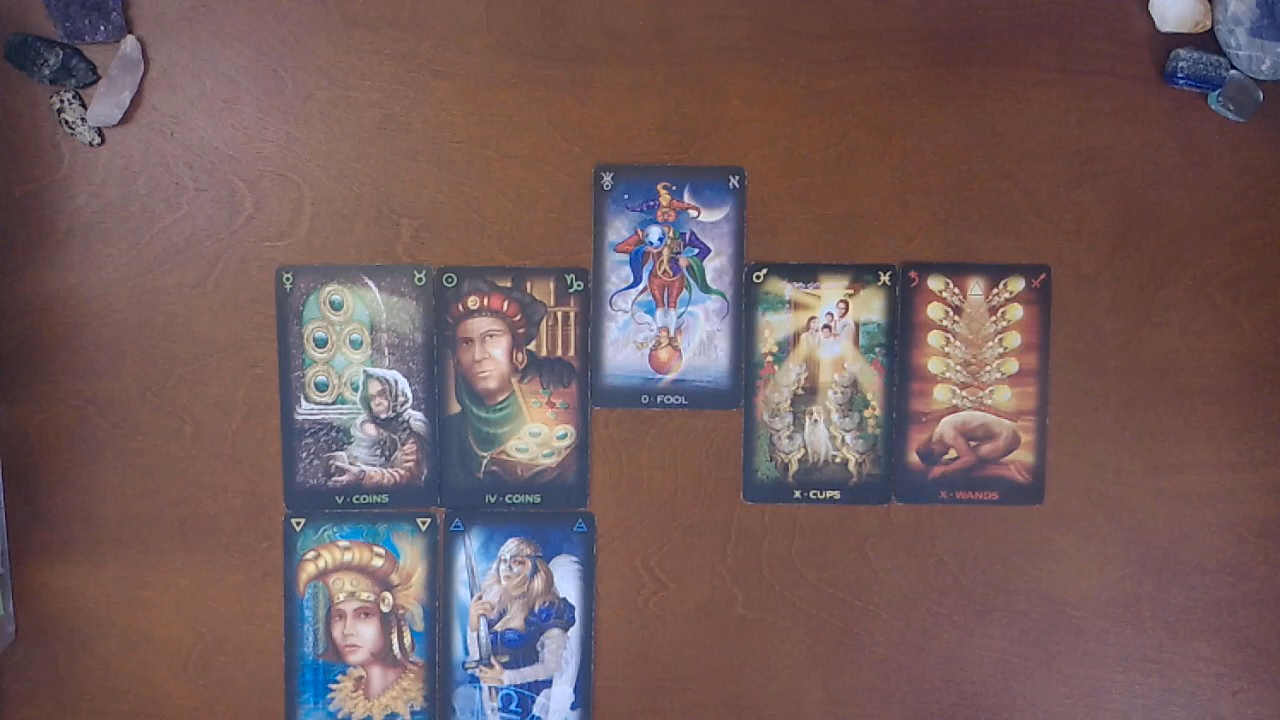 א
0 · FOOL
V · COINS
IV · COINS
X · CUPS
X · WANDS